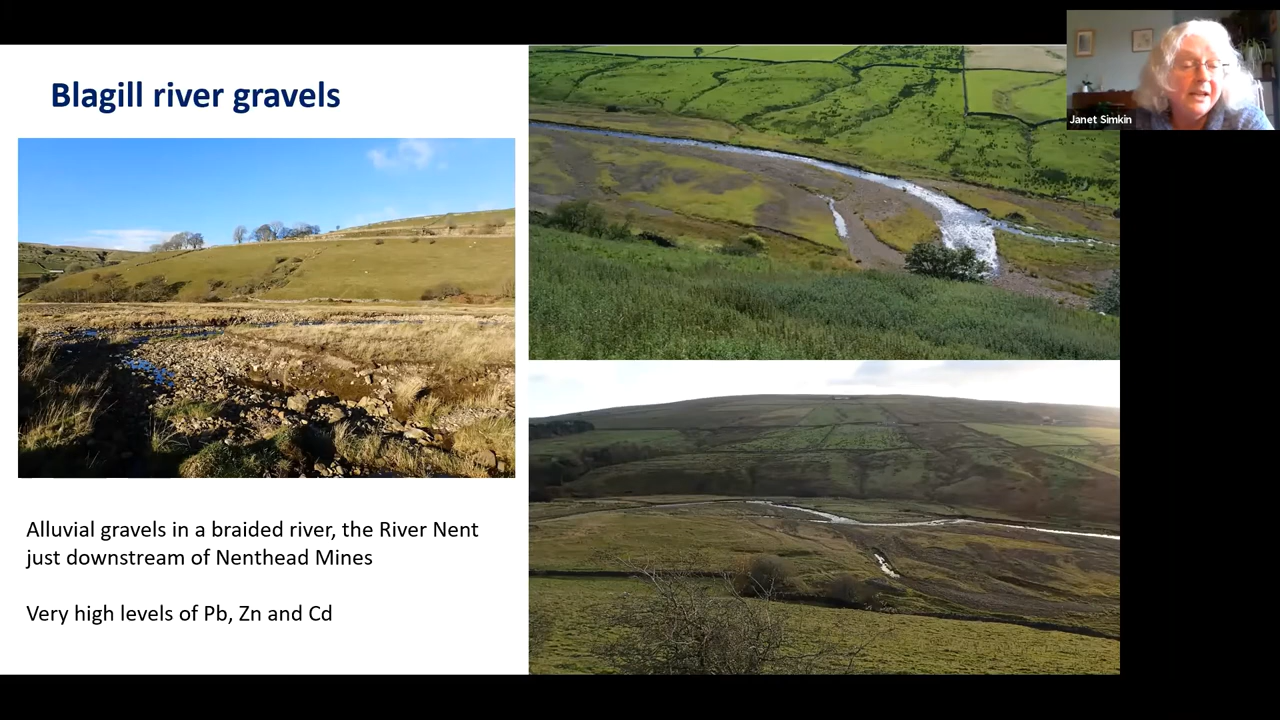 Blagill river gravels
Janet Simkin
Alluvial gravels in a braided river, the River Nent
just downstream of Nenthead Mines
Very high levels of Pb, Zn and Cd